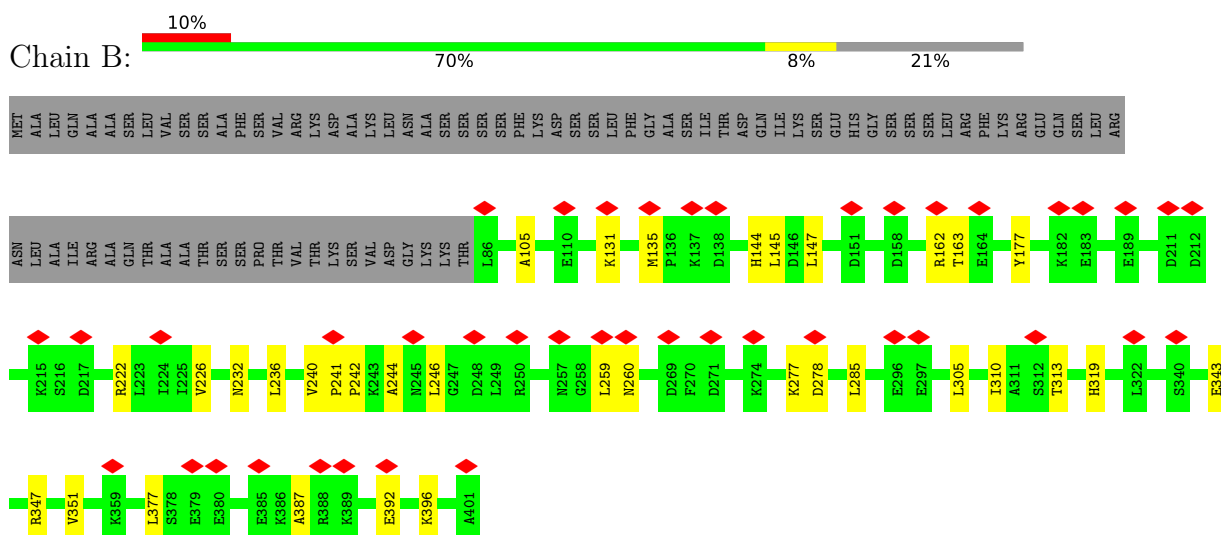 10%
Chain B:
70% 8% 21%
MET ALA LEU GLN ALA ALA SER LEU VAL SER SER ALA PHE SER VAL ARG LYS ASP ALA LYS LEU ASN ALA SER SER SER SER PHE LYS ASP SER SER LEU PHE GLY ALA SER ILE THR ASP GLN ILE LYS SER GLU HIS GLY SER SER SER LEU ARG PHE LYS ARG GLU GLN SER LEU ARG
ASN LEU ALA ILE ARG ALA GLN THR ALA ALA THR SER SER PRO THR VAL THR LYS SER VAL ASP GLY LYS LYS THR L86 A105 E110 K131 M135 P136 K137 D138 H144 L145 D146 L147 D151 D158 R162 T163 E164 Y177 K182 E183 E189 D211 D212
K215 S216 D217 R222 L223 I224 I225 V226 N232 L236 V240 P241 P242 K243 A244 N245 L246 G247 D248 L249 R250 N257 G258 L259 N260 D269 F270 D271 K274 K277 D278 L285 E296 E297 L305 I310 A311 S312 T313 H319 L322 S340 E343
R347 V351 K359 L377 S378 E379 E380 E385 K386 A387 R388 K389 E392 K396 A401